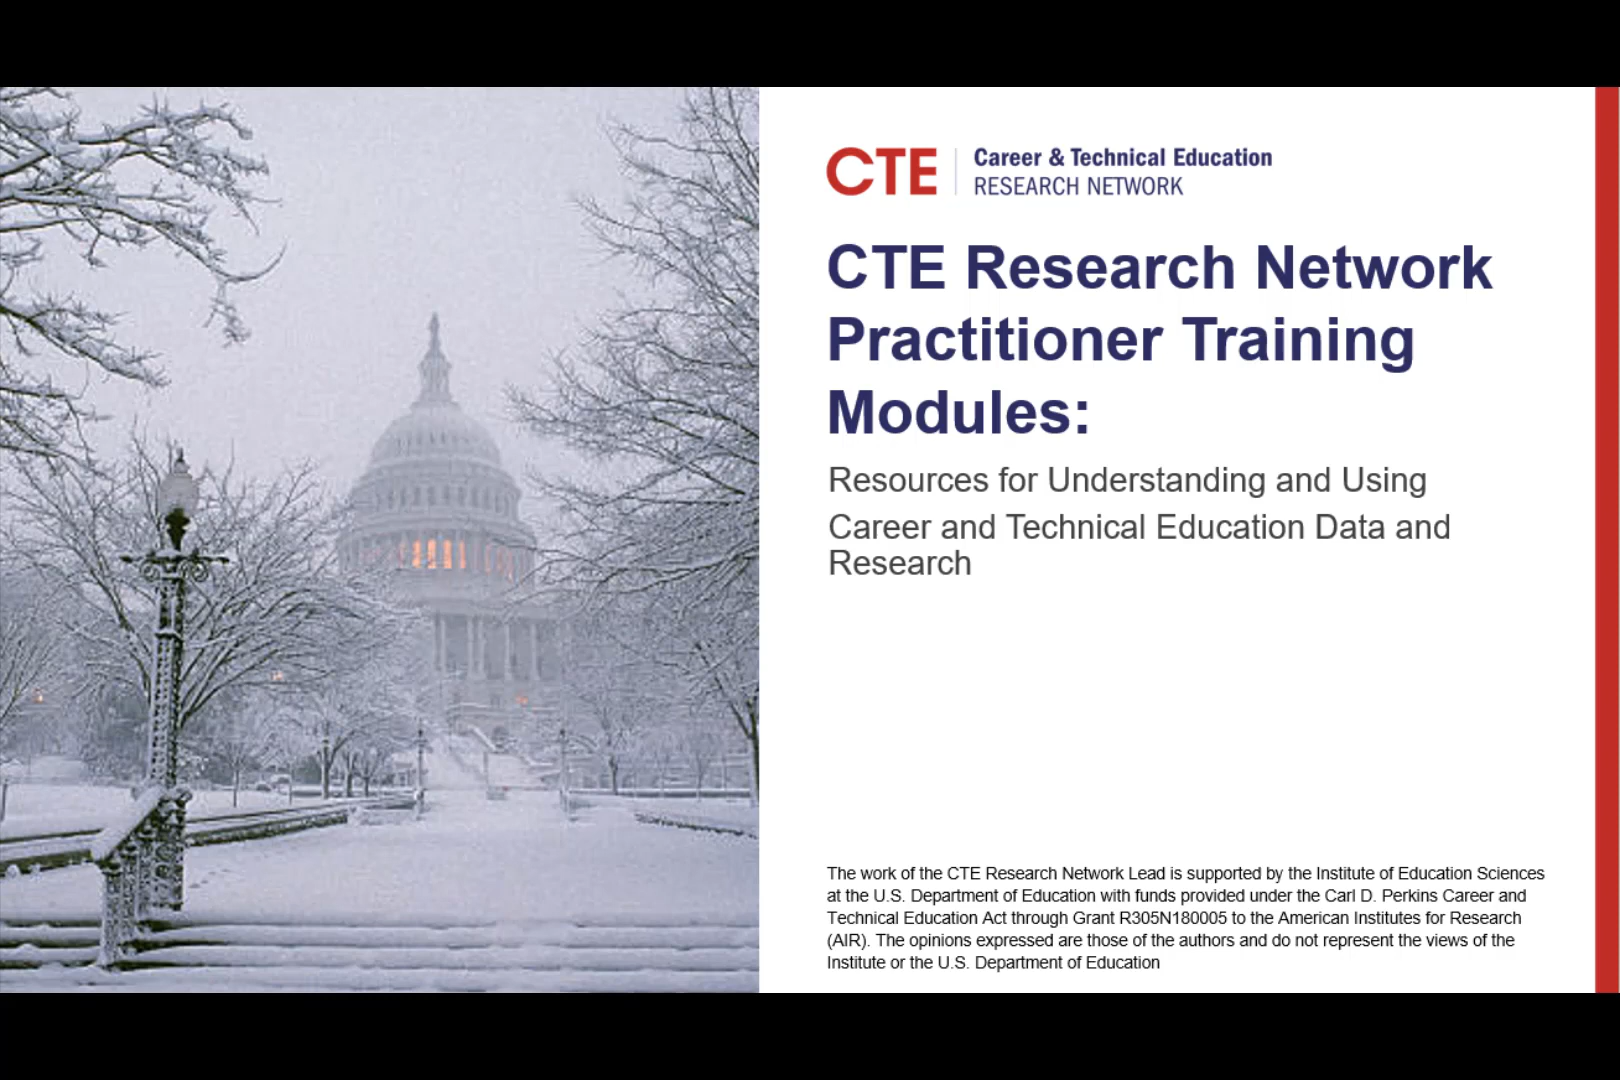 CTE
Career & Technical Education
RESEARCH NETWORK
CTE Research Network
Practitioner Training
Modules:
Resources for Understanding and Using
Career and Technical Education Data and
Research
The work of the CTE Research Network Lead is supported by the Institute of Education Sciences
at the U.S. Department of Education with funds provided under the Carl D. Perkins Career and
Technical Education Act through Grant R305N180005 to the American Institutes for Research
(AIR). The opinions expressed are those of the authors and do not represent the views of the
Institute or the U.S. Department of Education